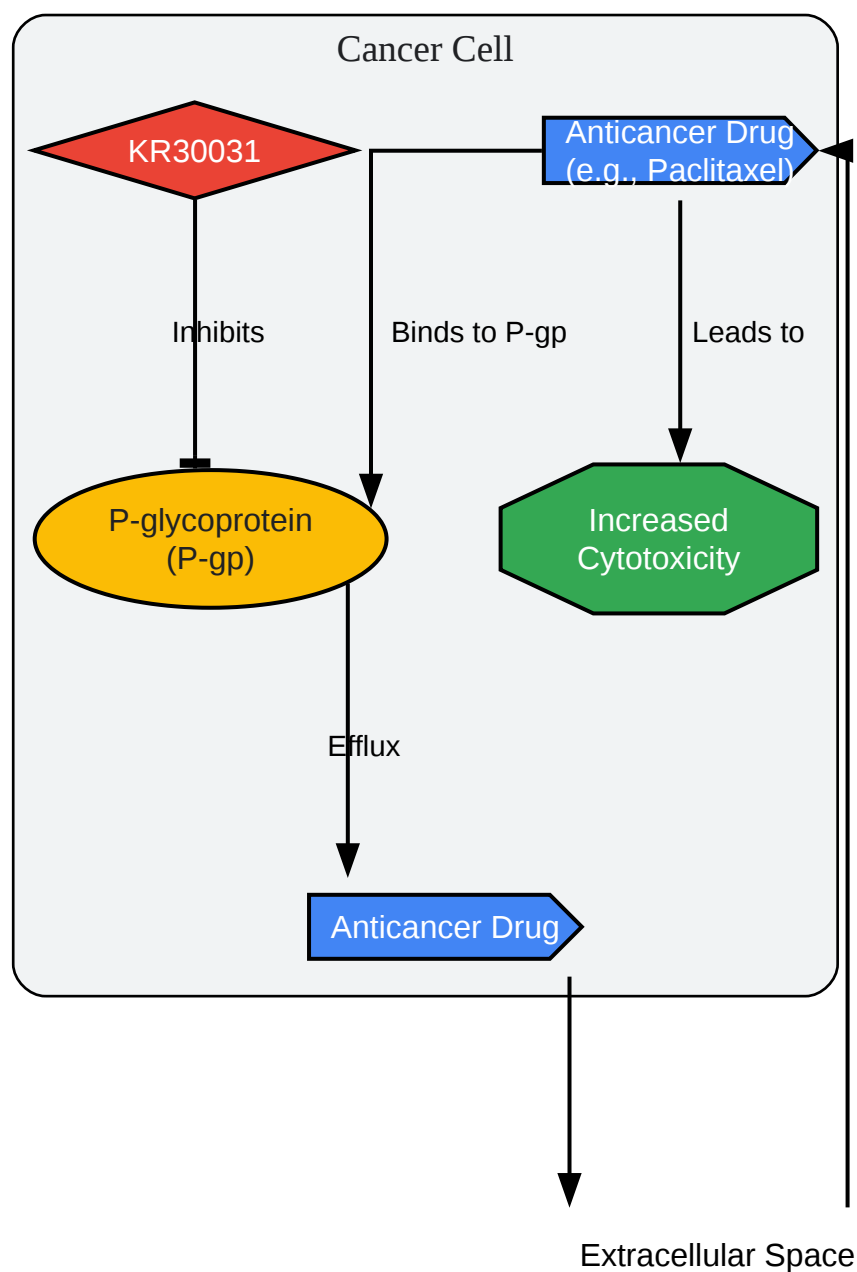 Cancer Cell
KR30031
Anticancer Drug
(e.g., Paclitaxel)
Inhibits
Binds to P-gp
Leads to
P-glycoprotein
(P-gp)
Increased
Cytotoxicity
Efflux
Anticancer Drug
Extracellular Space